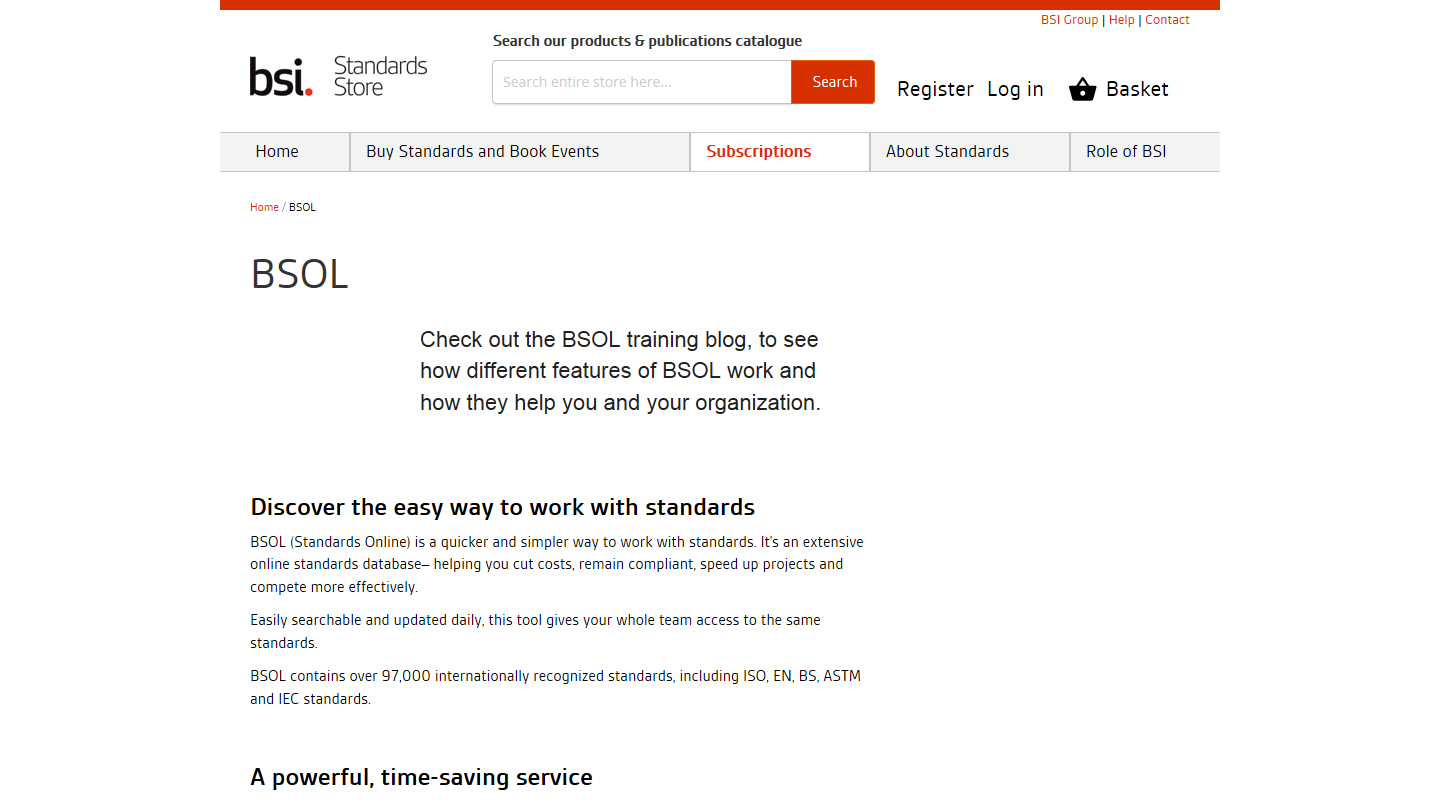 BSI Group | Help | Contact
Search our products & publications catalogue
bsi. Standards
Store
Search entire store here...
Search
Register
Log in
Basket
Home
Buy Standards and Book Events
Subscriptions
About Standards
Role of BSI
Home / BSOL
BSOL
Check out the BSOL training blog, to see
how different features of BSOL work and
how they help you and your organization.
Discover the easy way to work with standards
BSOL (Standards Online) is a quicker and simpler way to work with standards. It's an extensive
online standards database– helping you cut costs, remain compliant, speed up projects and
compete more effectively.
Easily searchable and updated daily, this tool gives your whole team access to the same
standards.
BSOL contains over 97,000 internationally recognized standards, including ISO, EN, BS, ASTM
and IEC standards.
A powerful, time-saving service